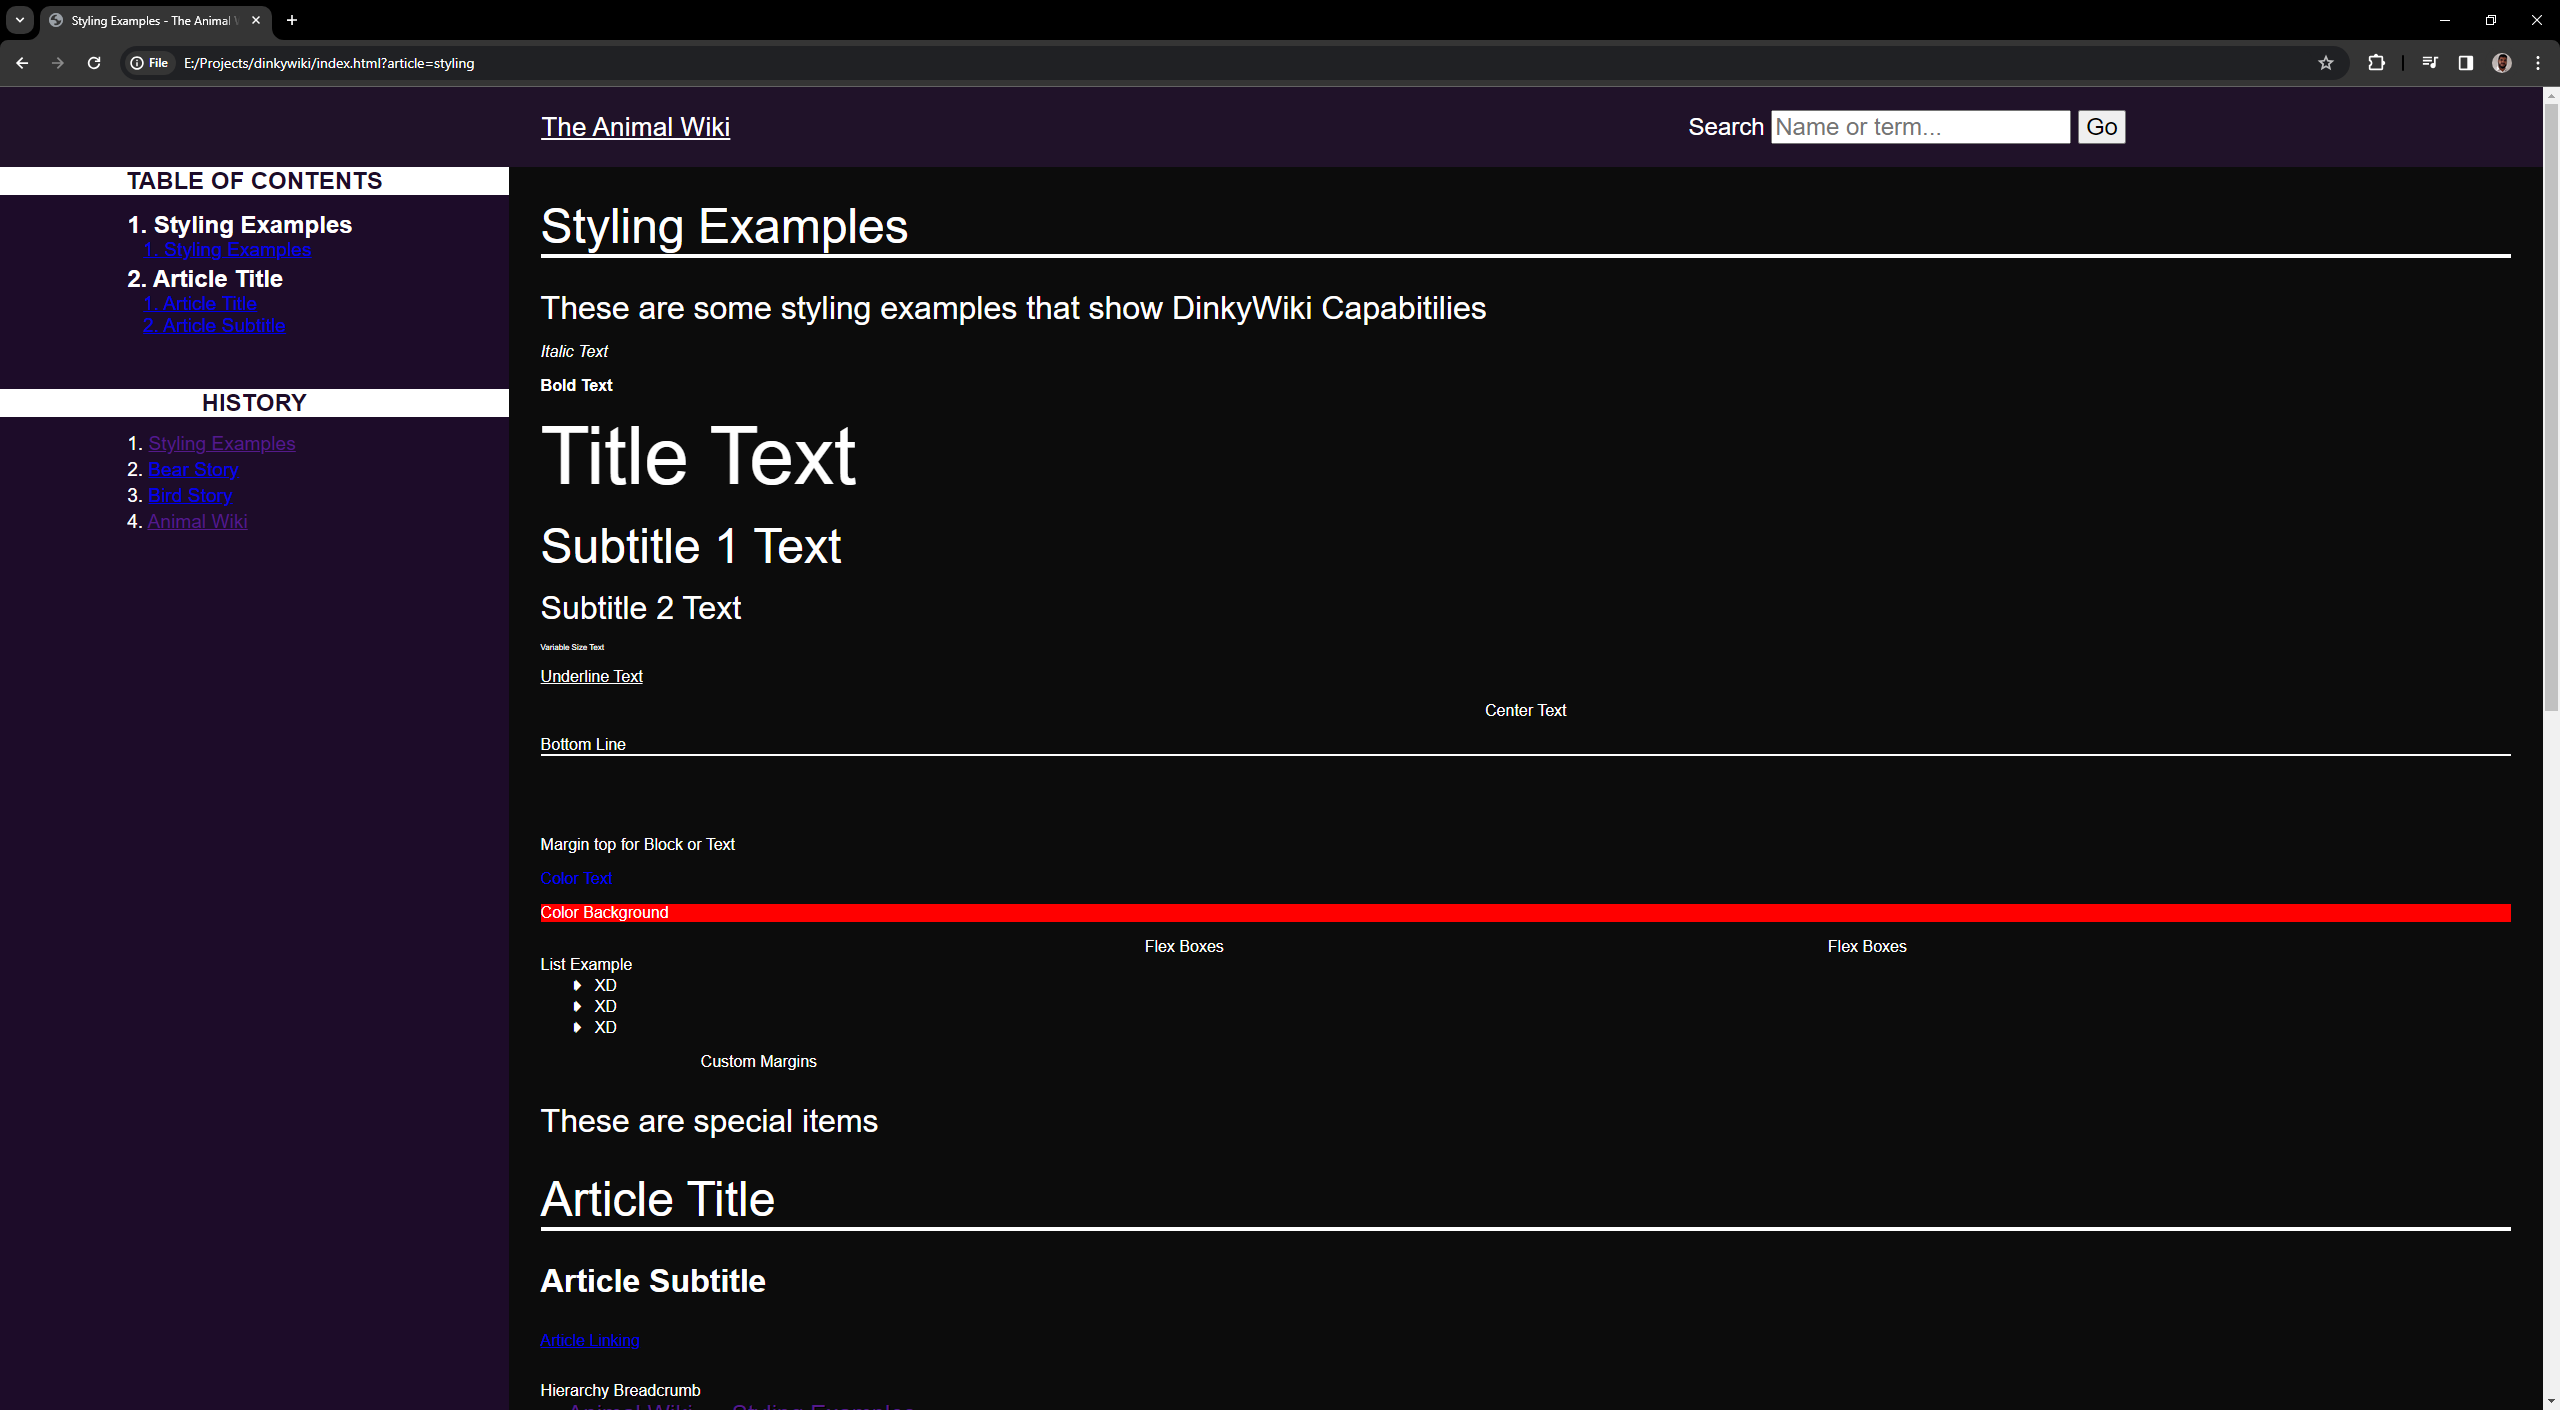 Styling Examples - The Animal
File E:/Projects/dinkywiki/index.html?article=styling
The Animal Wiki
Search Name or term... Go
TABLE OF CONTENTS
1. Styling Examples
1. Styling Examples
2. Article Title
1. Article Title
2. Article Subtitle
HISTORY
1. Styling Examples
2. Bear Story
3. Bird Story
4. Animal Wiki
Styling Examples
These are some styling examples that show DinkyWiki Capabitilies
Italic Text
Bold Text
Title Text
Subtitle 1 Text
Subtitle 2 Text
Variable Size Text
Underline Text
Center Text
Bottom Line
Margin top for Block or Text
Color Text
Color Background
Flex Boxes Flex Boxes
List Example
XD
XD
XD
Custom Margins
These are special items
Article Title
Article Subtitle
Article Linking
Hierarchy Breadcrumb
Animal Wiki Styling Examples